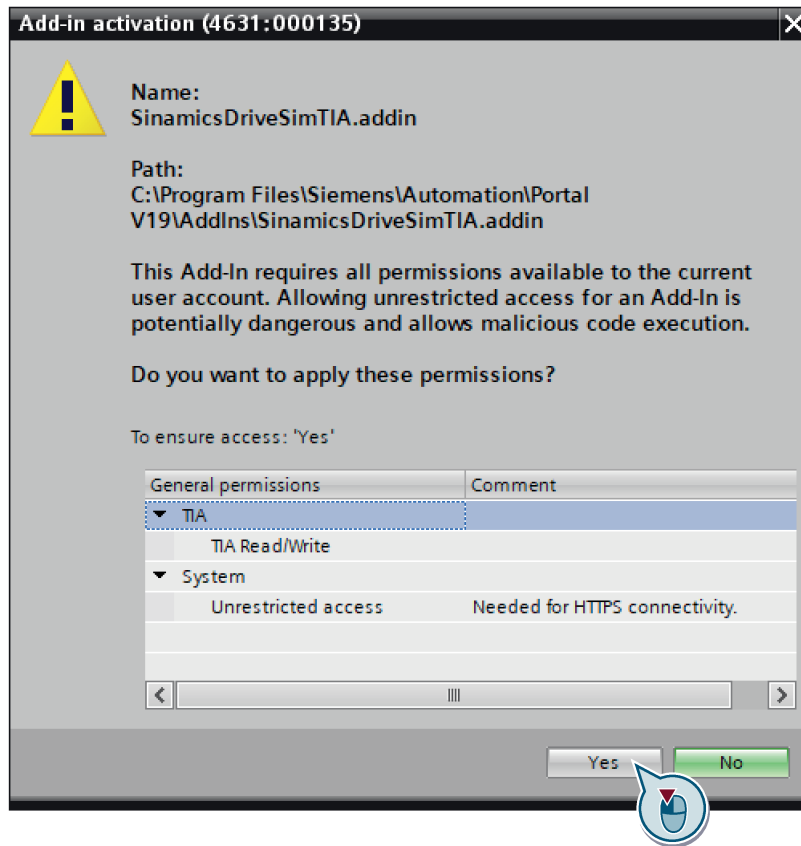 Add-in activation (4631:000135)
Name:
SinamicsDriveSimTIA.addin
Path:
C:\Program Files\Siemens\Automation\Portal
V19\AddIns\SinamicsDriveSimTIA.addin
This Add-In requires all permissions available to the current
user account. Allowing unrestricted access for an Add-In is
potentially dangerous and allows malicious code execution.
Do you want to apply these permissions?
To ensure access: 'Yes'
General permissions Comment
TIA
TIA Read/Write
System
Unrestricted access Needed for HTTPS connectivity.
Yes No